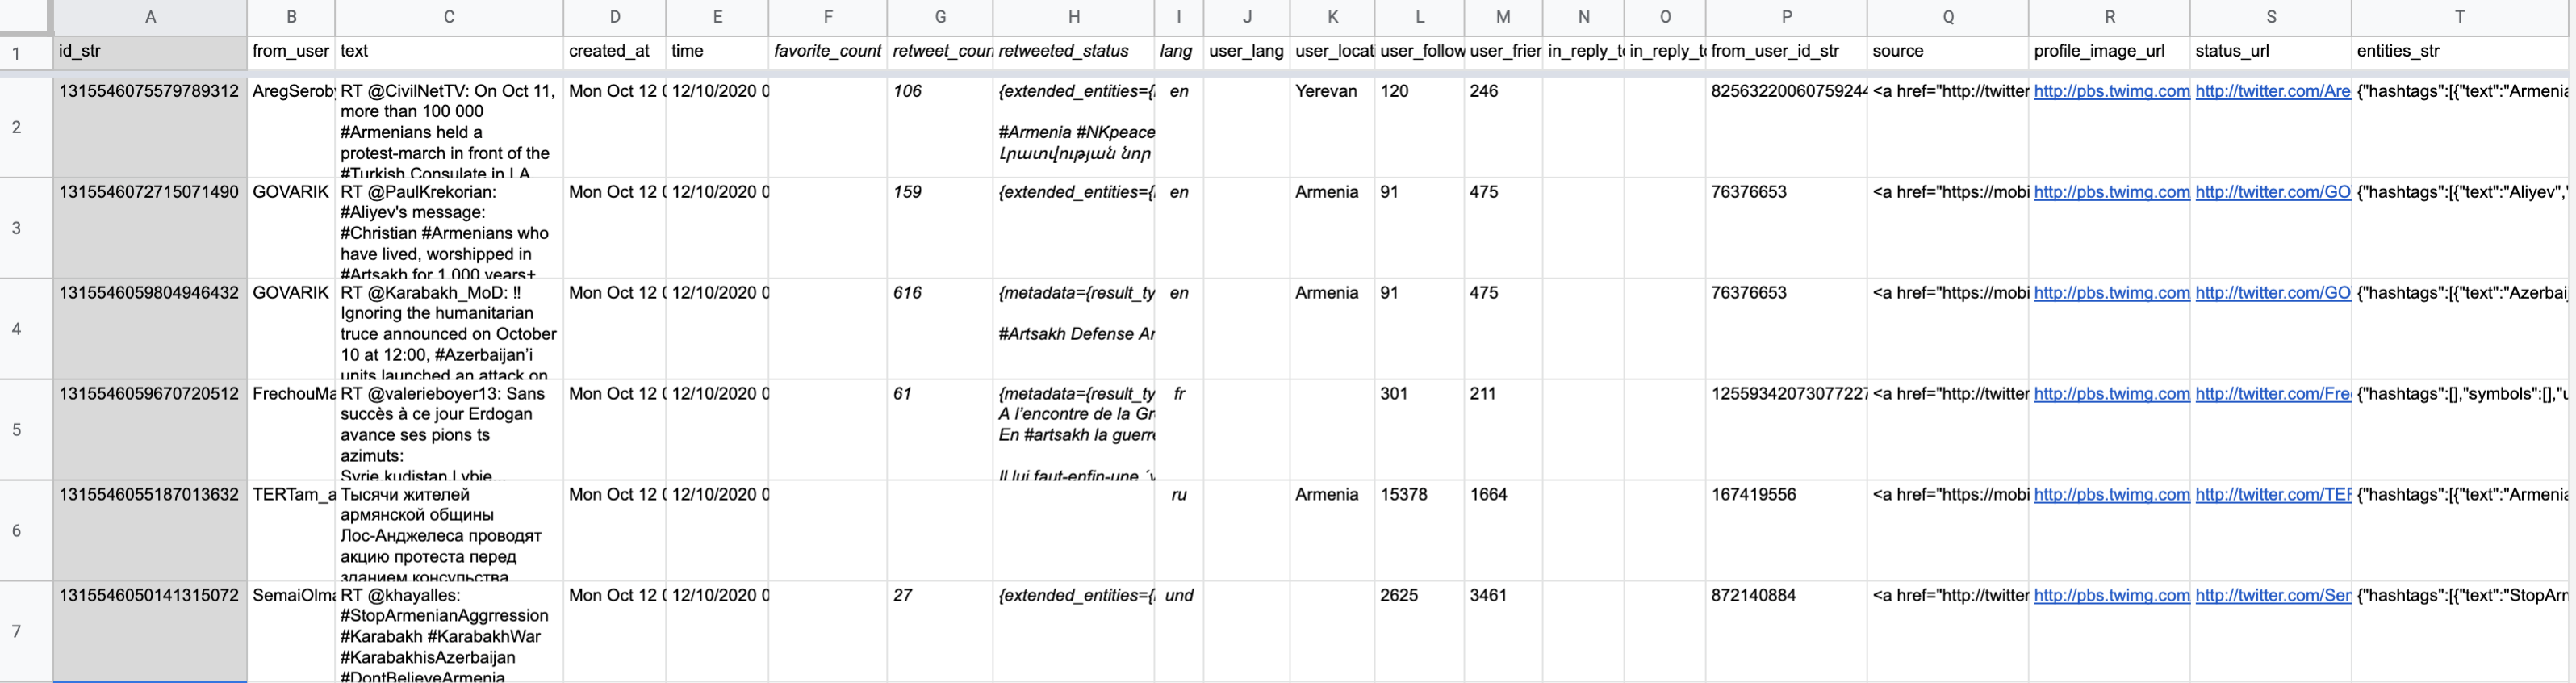 A B C D E F G H I J K L M N O P Q R S T
1 id_str from_user text created_at time favorite_count retweet_coun retweeted_status lang user_lang user_locat user_follow user_frier in_reply_t in_reply_t from_user_id_str source profile_image_url status_url entities_str
1315546075579789312 AregSerob RT @CivilNetTV: On Oct 11, Mon Oct 12 12/10/2020 0 106 {extended_entities={ en Yerevan 120 246 82563220060759244 <a href="http://twitter http://pbs.twimg.com http://twitter.com/Are {"hashtags":[{"text":"Armenia
more than 100 000
2 #Armenians held a #Armenia #NKpeace
protest-march in front of the Լրատվության նոր
#Turkish Consulate in LA.
1315546072715071490 GOVARIK RT @PaulKrekorian: Mon Oct 12 12/10/2020 0 159 {extended_entities={ en Armenia 91 475 76376653 <a href="https://mobi http://pbs.twimg.com http://twitter.com/GO {"hashtags":[{"text":"Aliyev","
#Aliyev's message:
3 #Christian #Armenians who
have lived, worshipped in
#Artsakh for 1,000 years+
1315546059804946432 GOVARIK RT @Karabakh_MoD: ‼ Mon Oct 12 12/10/2020 0 616 {metadata={result_ty en Armenia 91 475 76376653 <a href="https://mobi http://pbs.twimg.com http://twitter.com/GO {"hashtags":[{"text":"Azerbaij
Ignoring the humanitarian
4 truce announced on October #Artsakh Defense Ar
10 at 12:00, #Azerbaijan’i
units launched an attack on
1315546059670720512 FrechouMa RT @valerieboyer13: Sans Mon Oct 12 12/10/2020 0 61 {metadata={result_ty fr 301 211 12559342073077227 <a href="http://twitter http://pbs.twimg.com http://twitter.com/Fre {"hashtags":[],"symbols":[],"u
succès à ce jour Erdogan A l’encontre de la Gr
5 avance ses pions ts En #artsakh la guerre
azimuts:
Syrie kudistan Lybie Il lui faut-enfin-une ´v
1315546055187013632 TERTam_a Тысячи жителей Mon Oct 12 12/10/2020 0 ru Armenia 15378 1664 167419556 <a href="https://mobi http://pbs.twimg.com http://twitter.com/TEF {"hashtags":[{"text":"Armenia
армянской общины
6 Лос-Анджелеса проводят
акцию протеста перед
зданием консульства
1315546050141315072 SemaiOlma RT @khayalles: Mon Oct 12 12/10/2020 0 27 {extended_entities={ und 2625 3461 872140884 <a href="http://twitter http://pbs.twimg.com http://twitter.com/Sen {"hashtags":[{"text":"StopArm
#StopArmenianAggrression
7 #Karabakh #KarabakhWar
#KarabakhisAzerbaijan
#DontBelieveArmenia